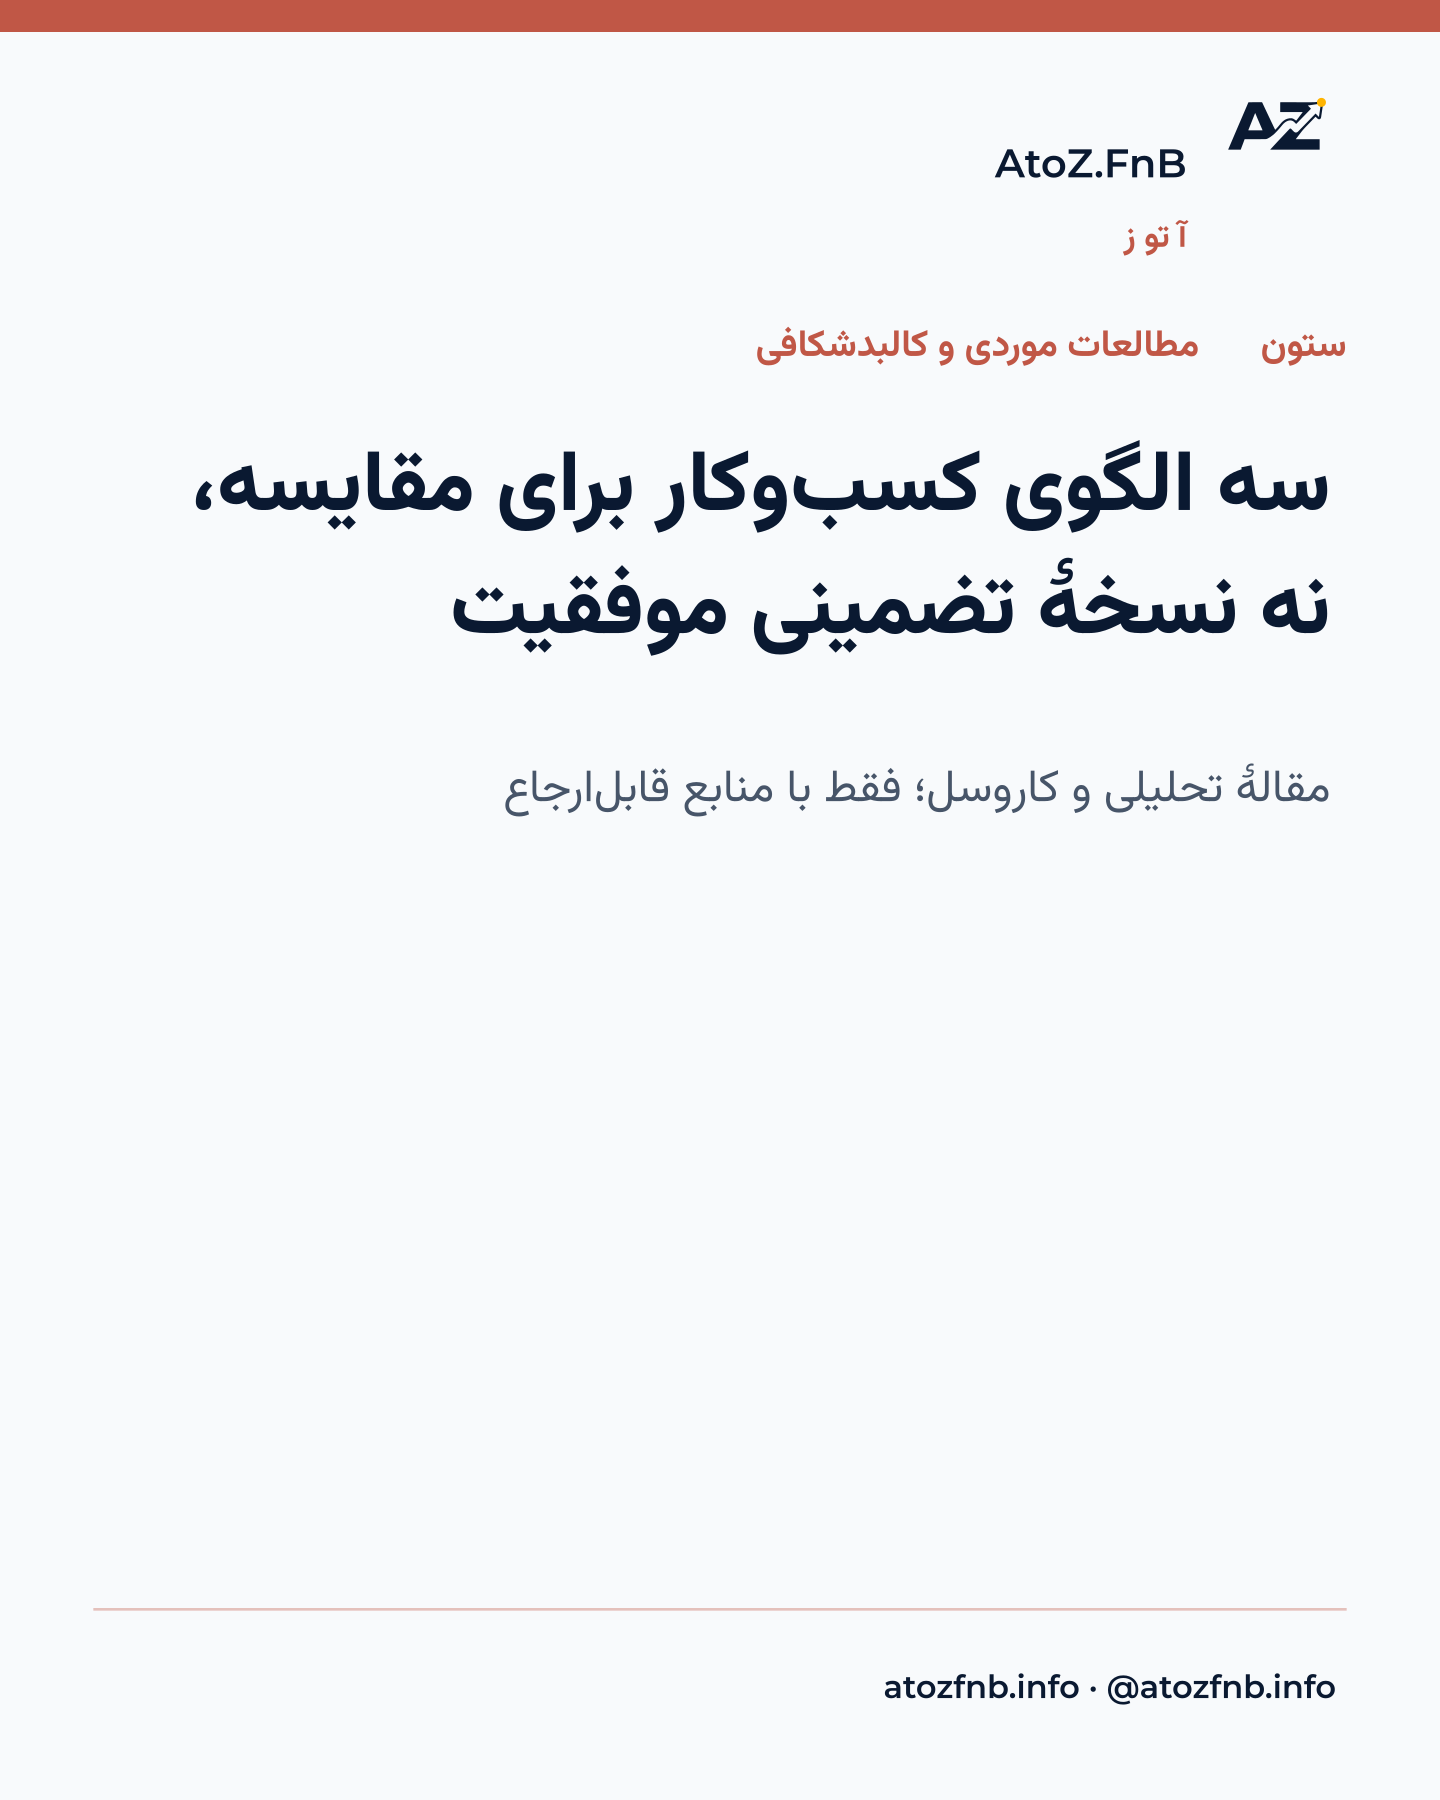 AZ
AtoZ.FnB
آ تو ز
ستون مطالعات موردی و کالبدشکافی
سه الگوی کسب‌وکار برای مقایسه،
نه نسخهٔ تضمینی موفقیت
مقالهٔ تحلیلی و کاروسل؛ فقط با منابع قابل‌ارجاع
atozfnb.info · @atozfnb.info